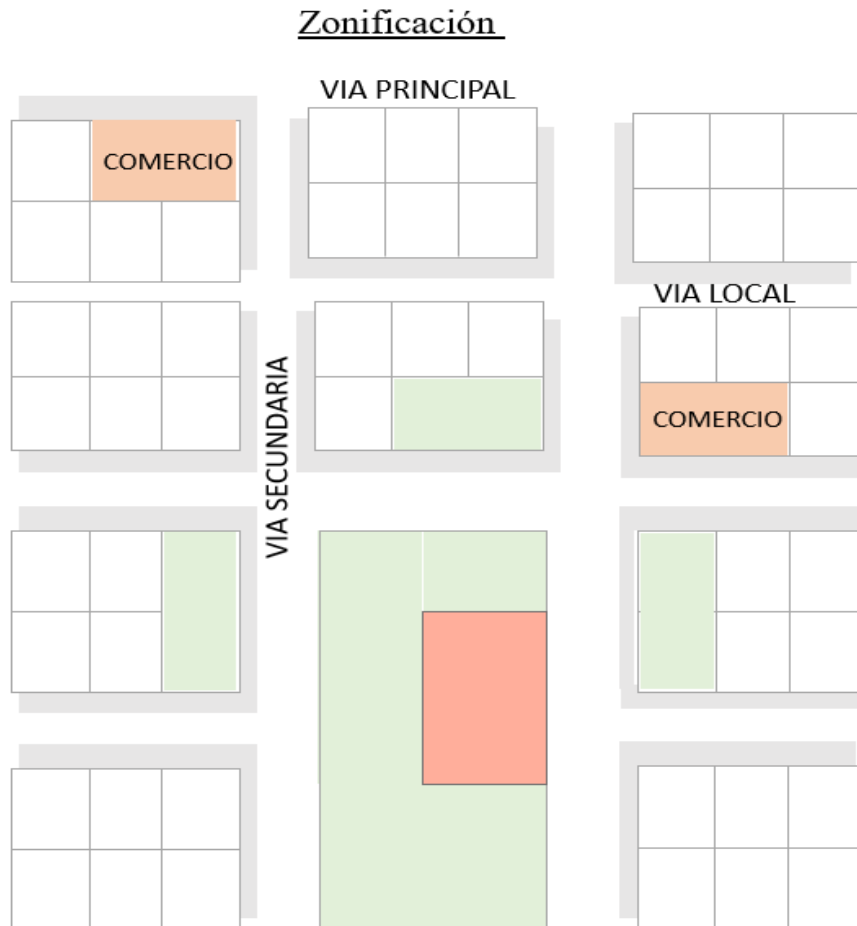 Zonificación
VIA PRINCIPAL
COMERCIO
VIA LOCAL
VIA SECUNDARIA
COMERCIO